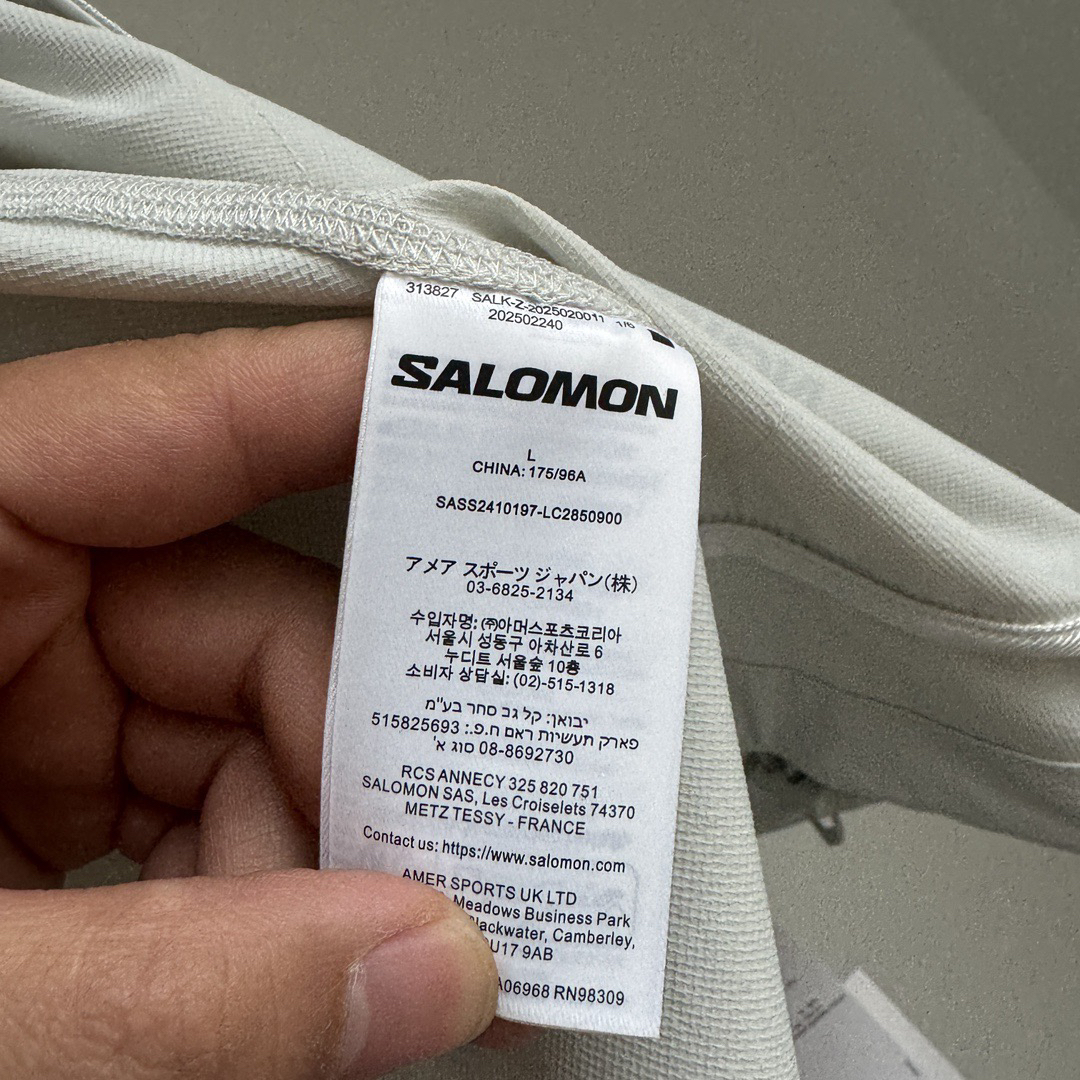 313827 SALK-Z-2025020011 1/6
202502240
SALOMON
L
CHINA: 175/96A
SASS2410197-LC2850900
アメア スポーツ ジャパン(株)
03-6825-2134
수입자명: ㈜아머스포츠코리아
서울시 성동구 아차산로 6
누디트 서울숲 10층
소비자 상담실: (02)-515-1318
יבואן: קל גב סחר בע"מ
פארק תעשיות ראם ח.פ.: 515825693
08-8692730 סוג א'
RCS ANNECY 325 820 751
SALOMON SAS, Les Croiselets 74370
METZ TESSY - FRANCE
Contact us: https://www.salomon.com
AMER SPORTS UK LTD
Meadows Business Park
lackwater, Camberley,
U17 9AB
A06968 RN98309